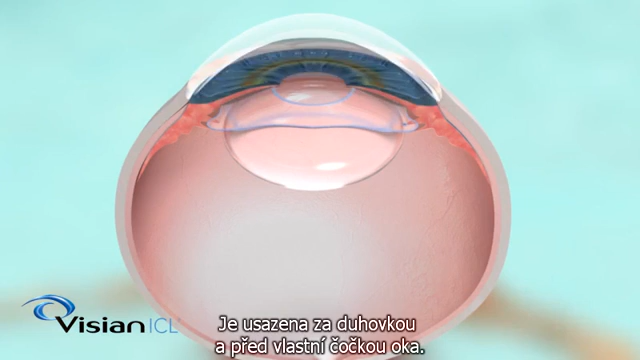 Visian ICL
Je usazena za duhovkou
a před vlastní čočkou oka.